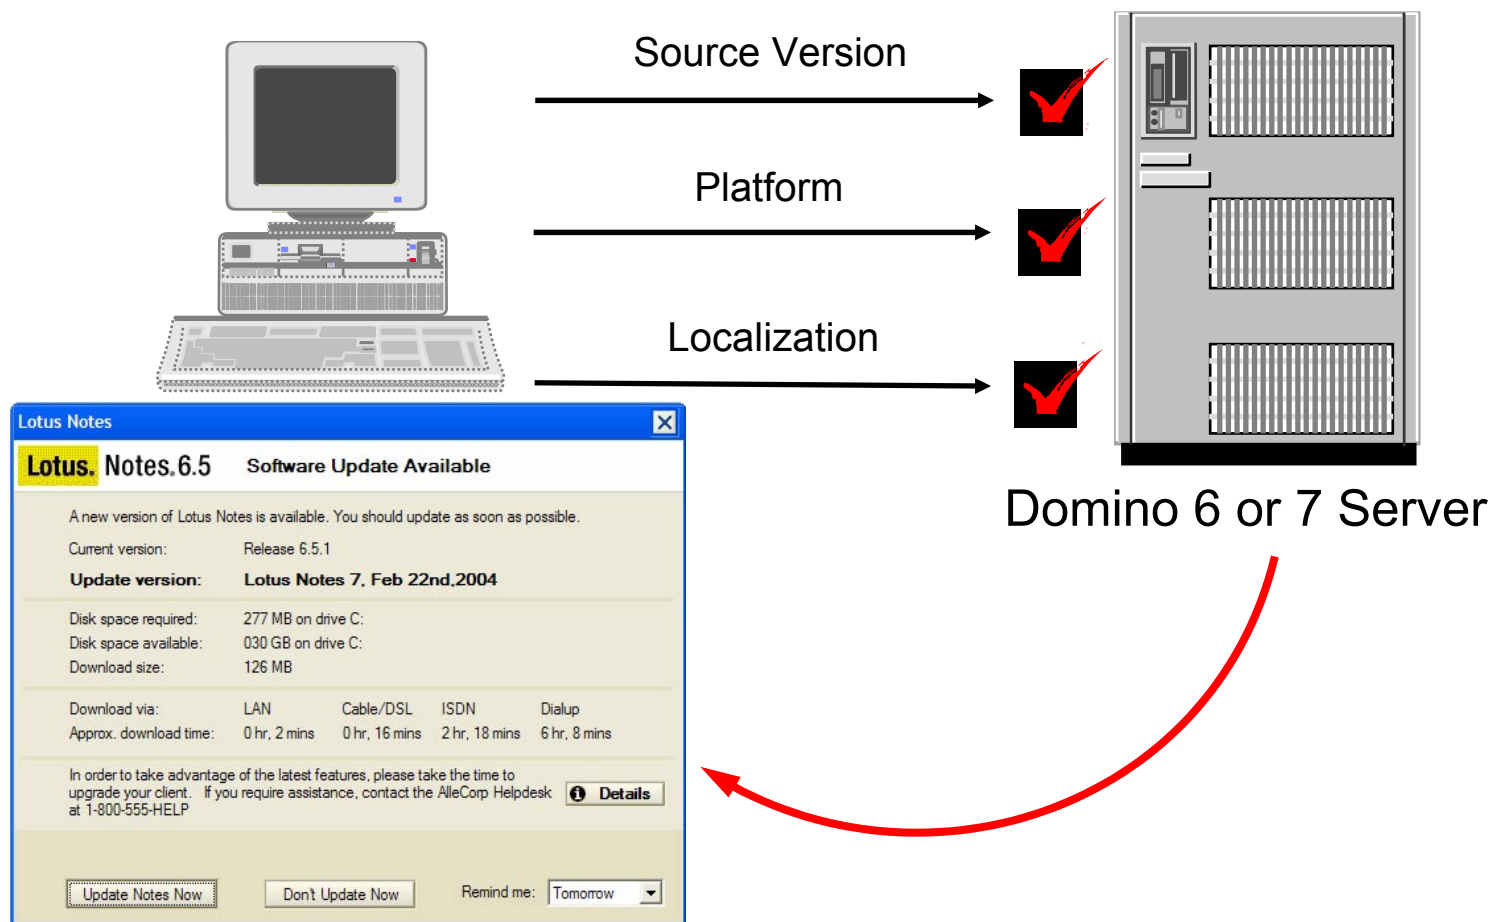 Source Version
Platform
Localization
Domino 6 or 7 Server
Lotus Notes
Lotus. Notes. 6.5 Software Update Available
A new version of Lotus Notes is available. You should update as soon as possible.
Current version: Release 6.5.1
Update version: Lotus Notes 7, Feb 22nd,2004
Disk space required: 277 MB on drive C:
Disk space available: 030 GB on drive C:
Download size: 126 MB
Download via: LAN Cable/DSL ISDN Dialup
Approx. download time: 0 hr, 2 mins 0 hr, 16 mins 2 hr, 18 mins 6 hr, 8 mins
In order to take advantage of the latest features, please take the time to
upgrade your client. If you require assistance, contact the AlleCorp Helpdesk
at 1-800-555-HELP
Details
Update Notes Now Don't Update Now Remind me: Tomorrow